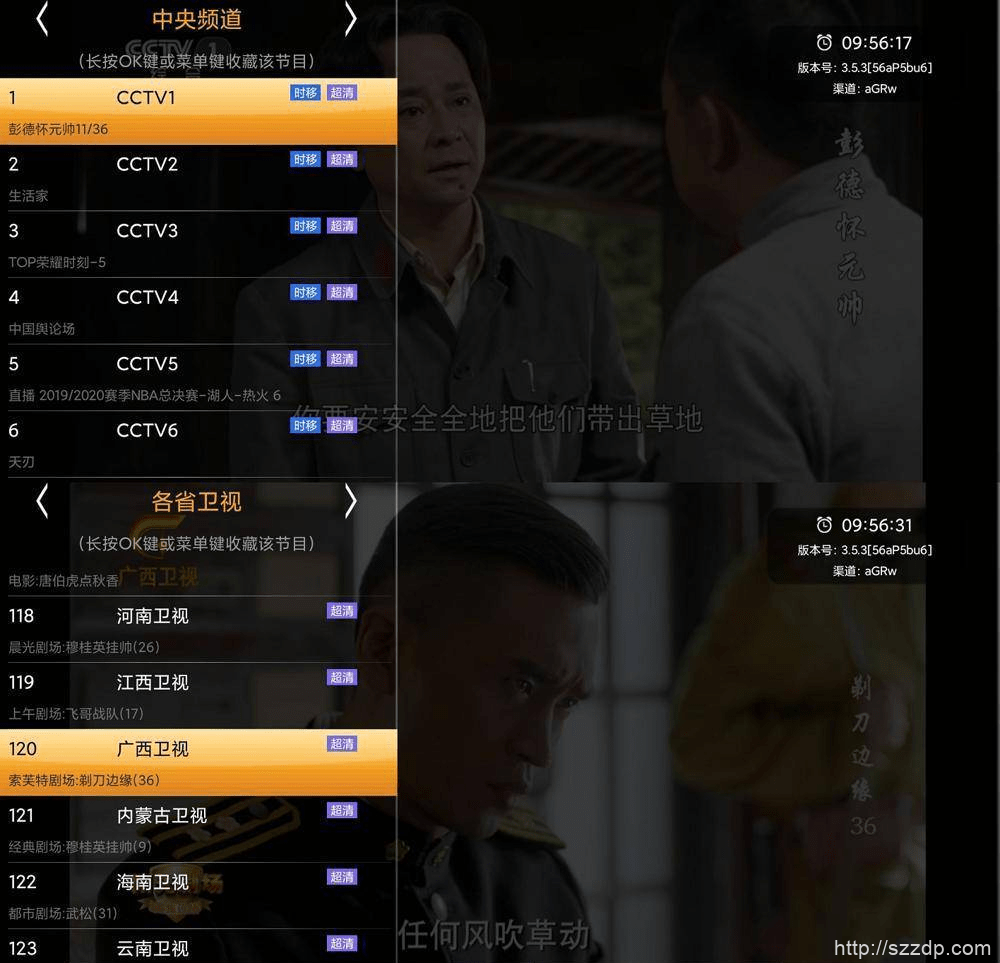 中央频道
CCTV 1
综合
（长按OK键或菜单键收藏该节目）
1 CCTV1 时移 超清
彭德怀元帅11/36
2 CCTV2 时移 超清
生活家
3 CCTV3 时移 超清
TOP荣耀时刻-5
4 CCTV4 时移 超清
中国舆论场
5 CCTV5 时移 超清
直播 2019/2020赛季NBA总决赛-湖人-热火 6
6 CCTV6 时移 超清
天刃
09:56:17
版本号：3.5.3[56aP5bu6]
渠道：aGRw
彭德怀元帅
你要安安全全地把他们带出草地
各省卫视
（长按OK键或菜单键收藏该节目）
广西卫视
电影:唐伯虎点秋香
118 河南卫视 超清
晨光剧场:穆桂英挂帅(26)
119 江西卫视 超清
上午剧场:飞哥战队(17)
120 广西卫视 超清
索芙特剧场:剃刀边缘(36)
121 内蒙古卫视 超清
经典剧场:穆桂英挂帅(9)
122 海南卫视 超清
都市剧场:武松(31)
123 云南卫视 超清
09:56:31
版本号：3.5.3[56aP5bu6]
渠道：aGRw
剃刀边缘
36
任何风吹草动
http://szzdp.com